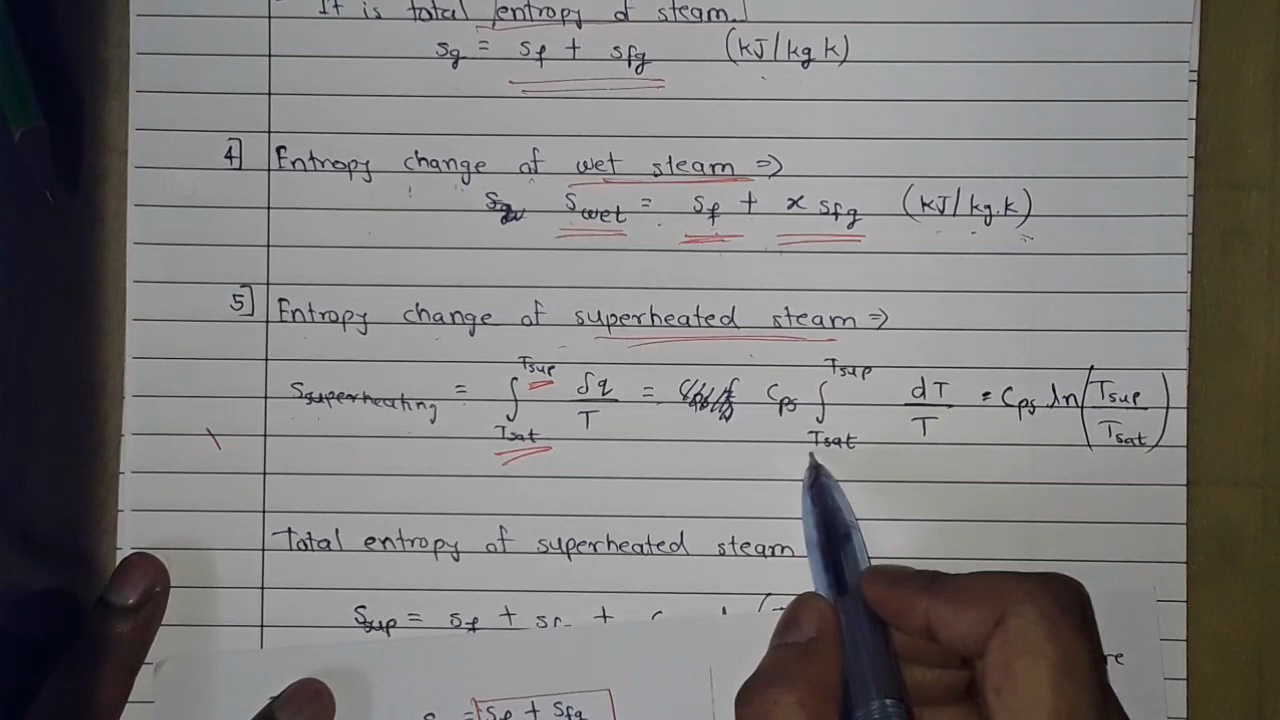 It is total entropy of steam.
sg = sf + sfg (kJ/kg k)
4] Entropy change of wet steam ⇒
swet = sf + x sfg (kJ/kg.k)
5] Entropy change of superheated steam ⇒
Ssuperheating = ∫Tsat^Tsup δq/T = Cps ∫Tsat^Tsup dT/T = Cps ln(Tsup/Tsat)
Total entropy of superheated steam
Ssup = sf +
sf + sfg